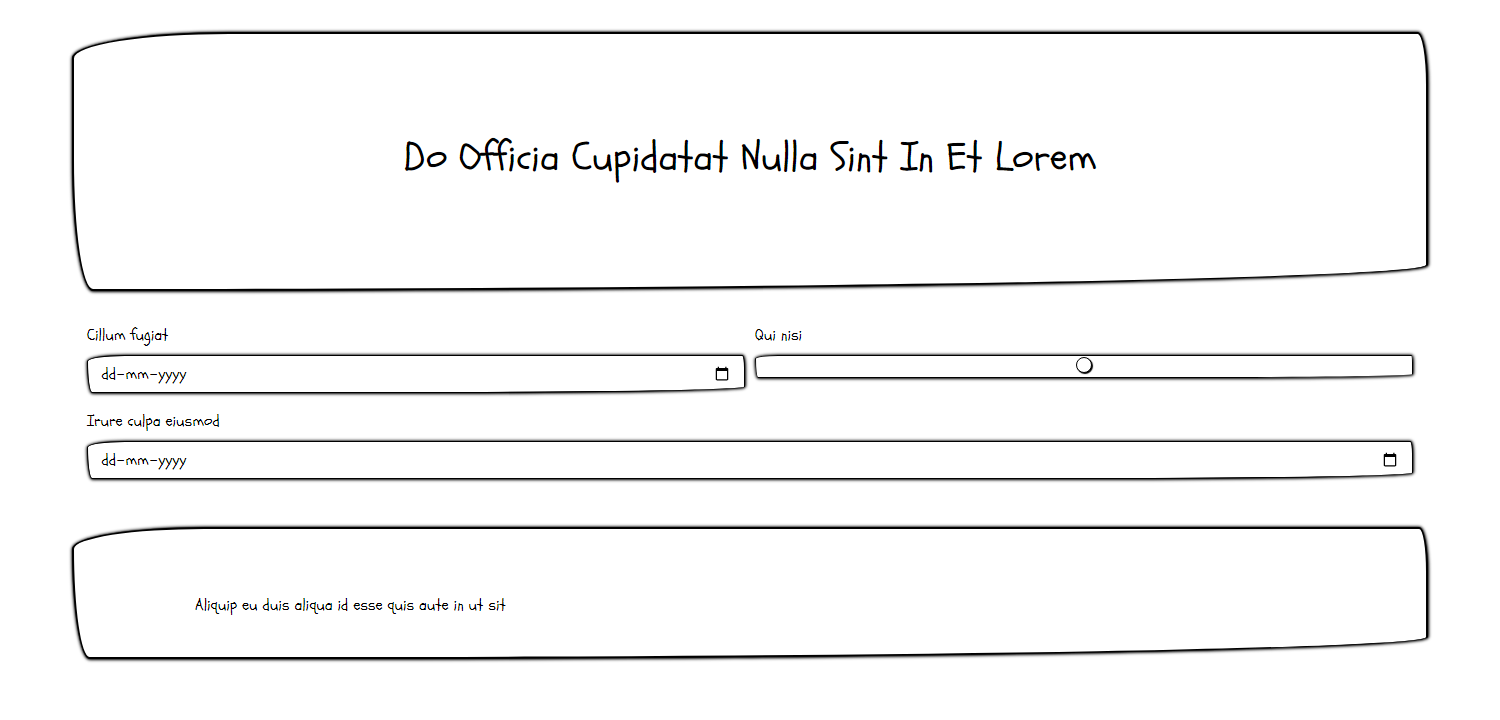 Do Officia Cupidatat Nulla Sint In Et Lorem
Cillum fugiat
dd-mm-yyyy
Qui nisi
Irure culpa eiusmod
dd-mm-yyyy
Aliquip eu duis aliqua id esse quis aute in ut sit